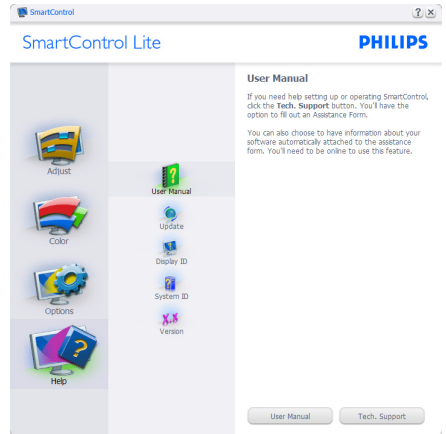 SmartControl
SmartControl Lite
PHILIPS
Adjust
Color
Options
Help
User Manual
Update
Display ID
System ID
X.X
Version
User Manual
If you need help setting up or operating SmartControl,
click the Tech. Support button. You'll have the
option to fill out an Assistance Form.
You can also choose to have information about your
software automatically attached to the assistance
form. You'll need to be online to use this feature.
User Manual
Tech. Support